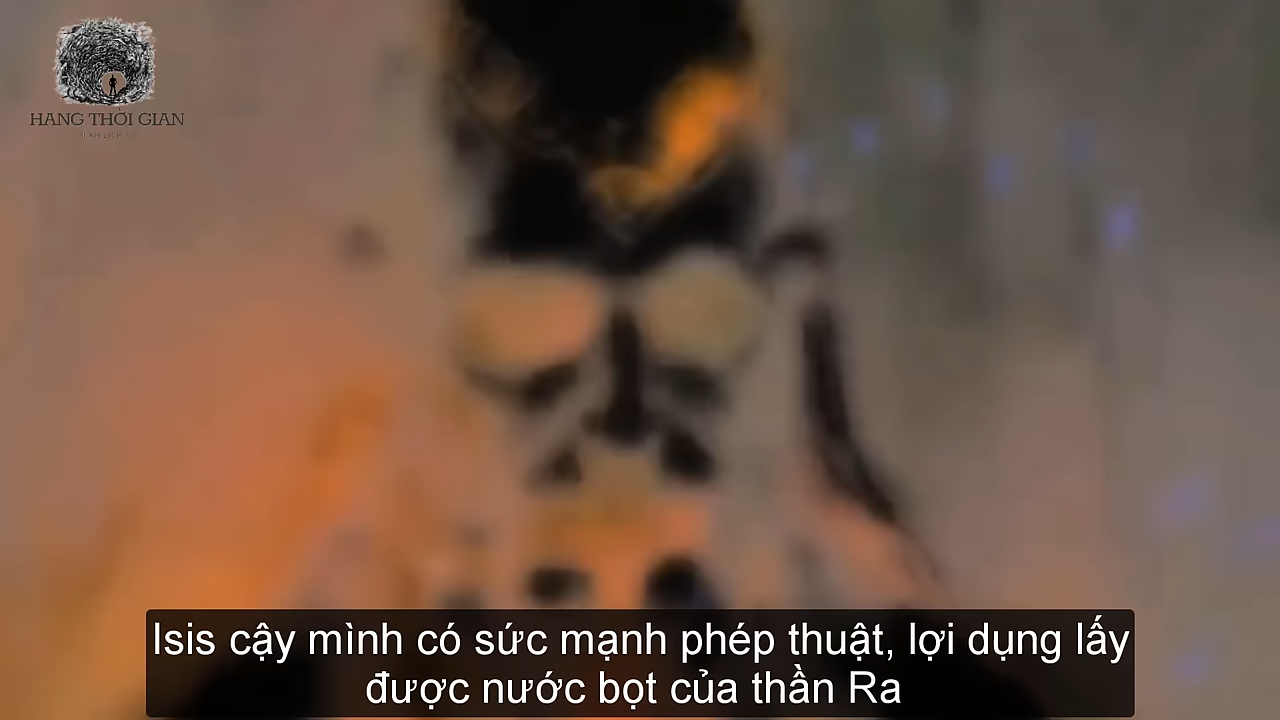 HANG THỜI GIAN
Isis cậy mình có sức mạnh phép thuật, lợi dụng lấy
được nước bọt của thần Ra